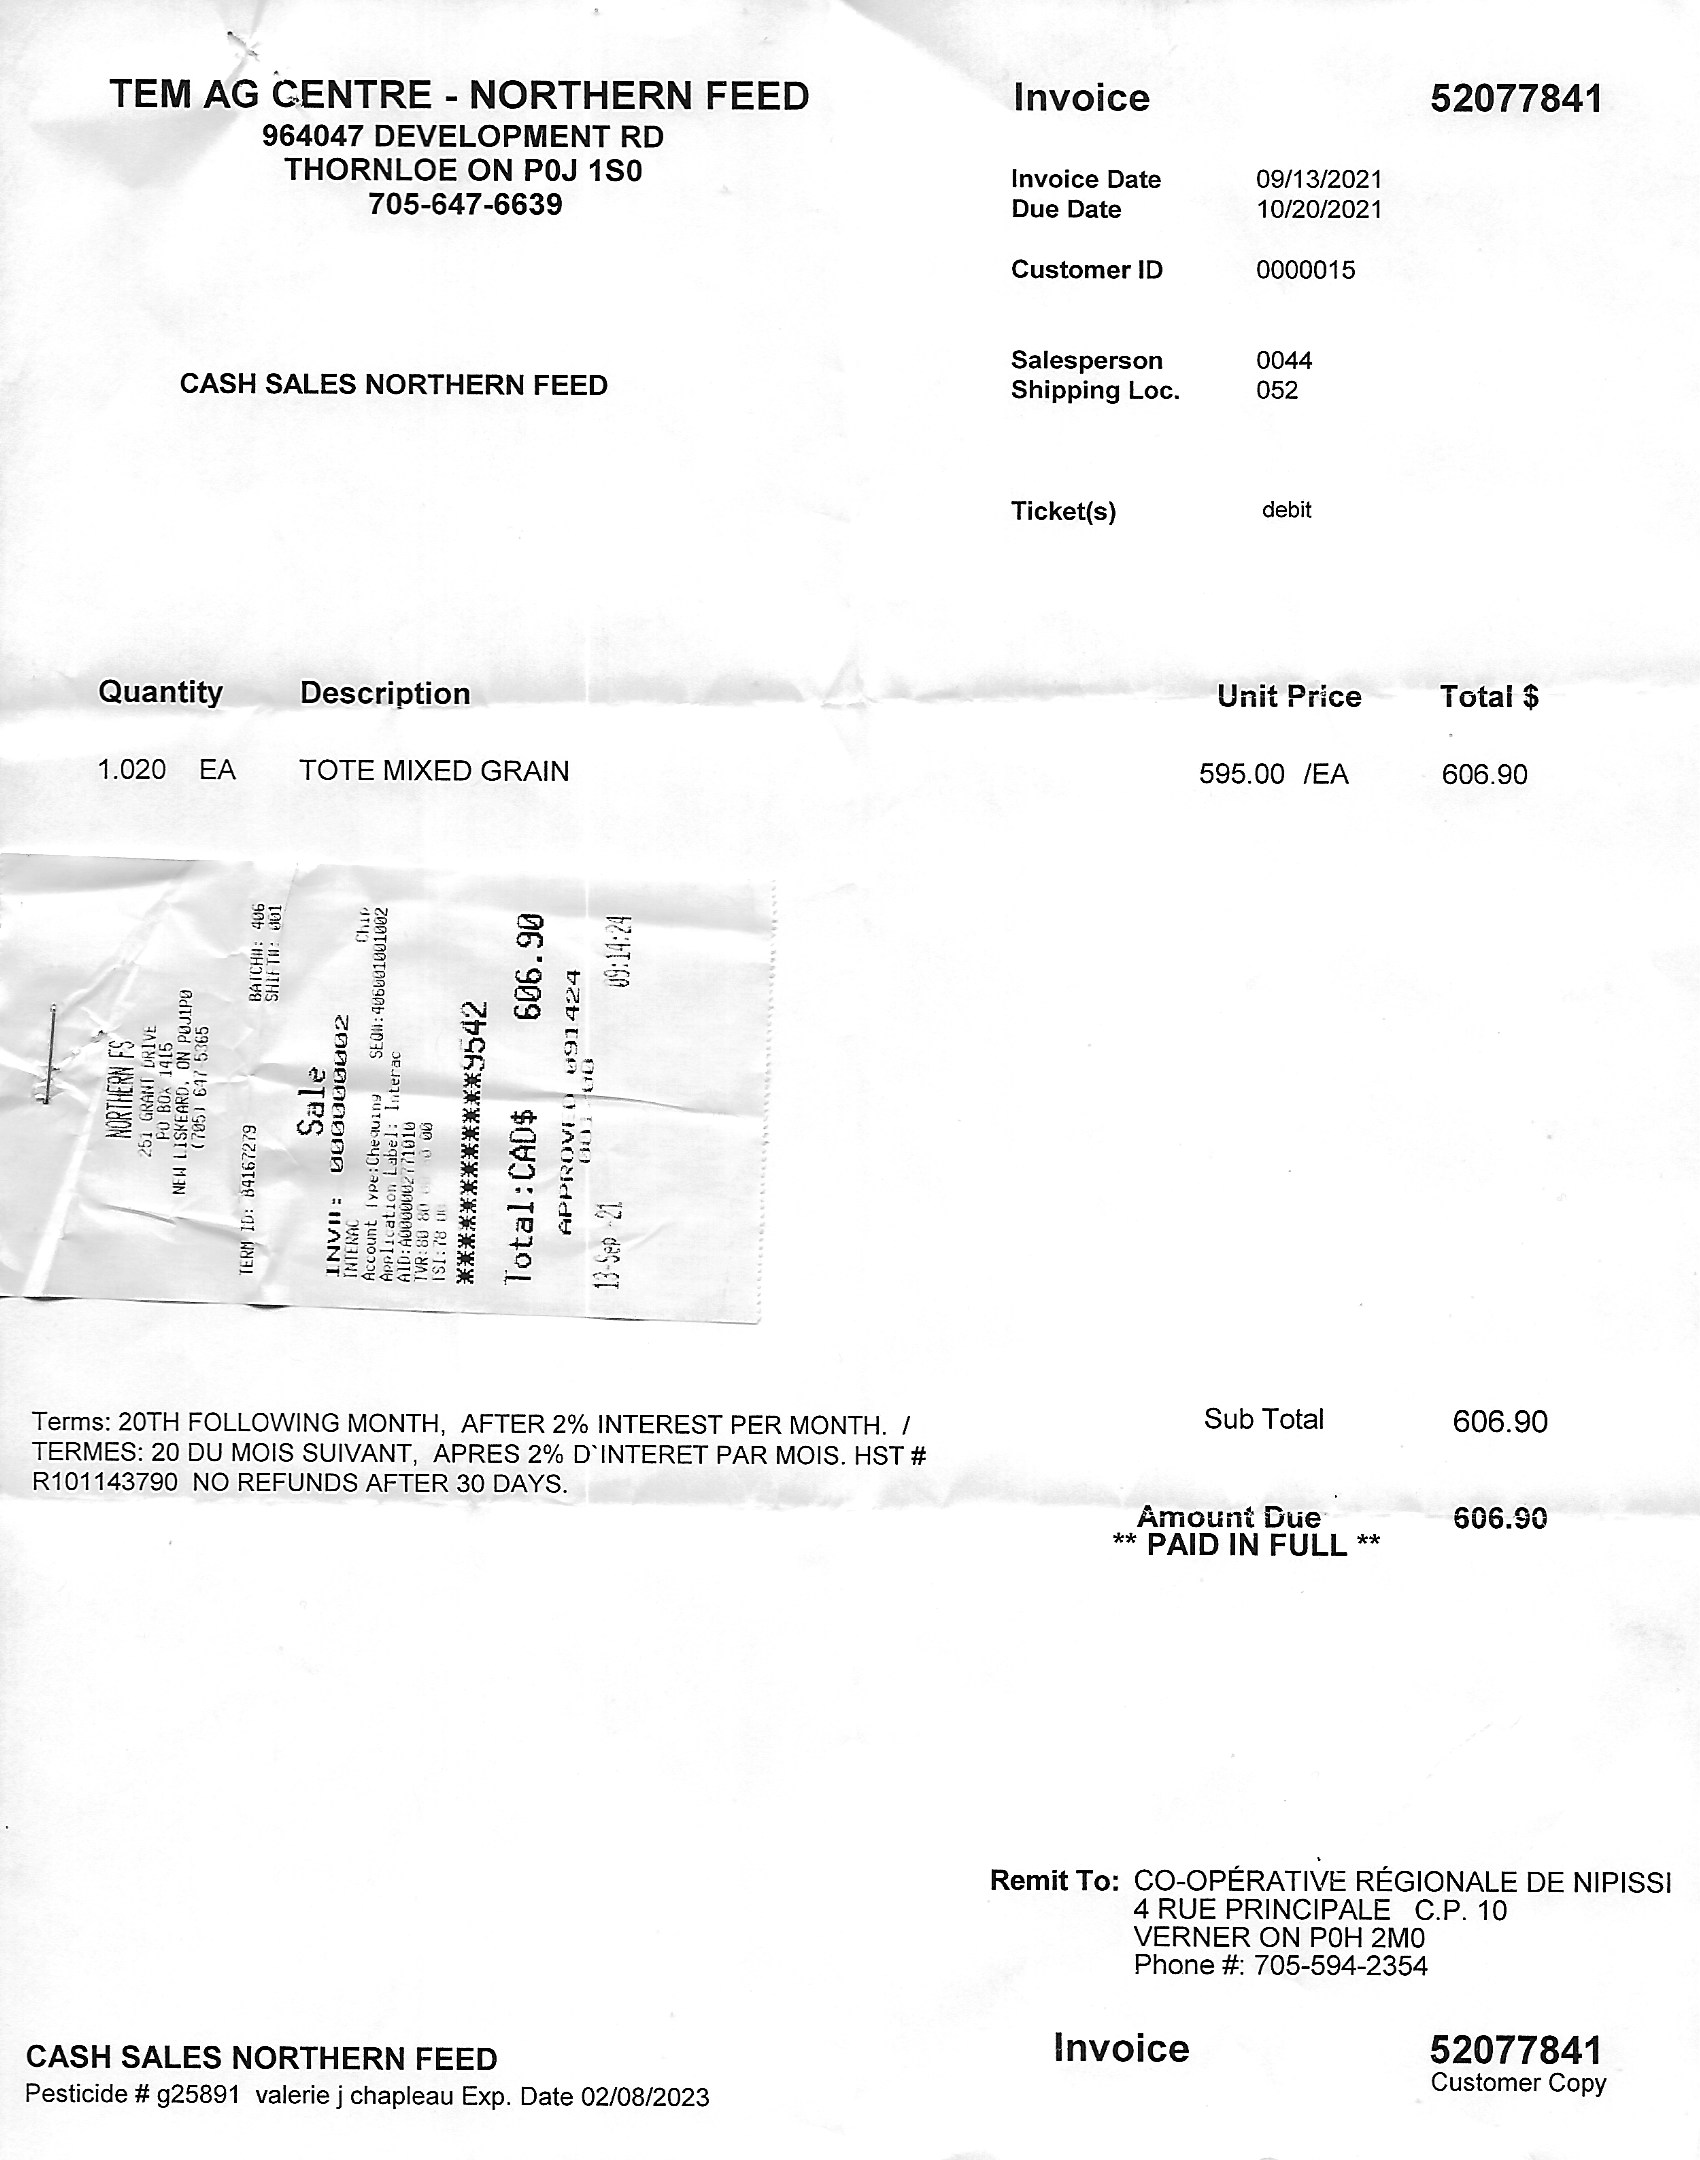 TEM AG CENTRE - NORTHERN FEED
964047 DEVELOPMENT RD
THORNLOE ON P0J 1S0
705-647-6639
Invoice 52077841
Invoice Date 09/13/2021
Due Date 10/20/2021
Customer ID 0000015
Salesperson 0044
Shipping Loc. 052
CASH SALES NORTHERN FEED
Ticket(s) debit
Quantity Description Unit Price Total $
1.020 EA TOTE MIXED GRAIN 595.00 /EA 606.90
NORTHERN FS
251 GRANT DRIVE
PO BOX 1415
NEW LISKEARD, ON P0J1P0
(705) 647-5365
TERM ID: B4167279 BATCH#: 406
SHIFT#: 001
Sale
INV#: 00000002
INTERAC Chip
Account Type:Chequing SEQ#:406001001002
Application Label: Interac
AID:A0000002771010
TVR:80 80 00
TSI:78
*************9542
Total:CAD$ 606.90
APPROVED 091424
13-Sep-21 09:14:24
Terms: 20TH FOLLOWING MONTH, AFTER 2% INTEREST PER MONTH. /
TERMES: 20 DU MOIS SUIVANT, APRES 2% D`INTERET PAR MOIS. HST #
R101143790 NO REFUNDS AFTER 30 DAYS.
Sub Total 606.90
Amount Due 606.90
** PAID IN FULL **
Remit To: CO-OPÉRATIVE RÉGIONALE DE NIPISSI
4 RUE PRINCIPALE C.P. 10
VERNER ON P0H 2M0
Phone #: 705-594-2354
CASH SALES NORTHERN FEED
Pesticide # g25891 valerie j chapleau Exp. Date 02/08/2023
Invoice 52077841
Customer Copy